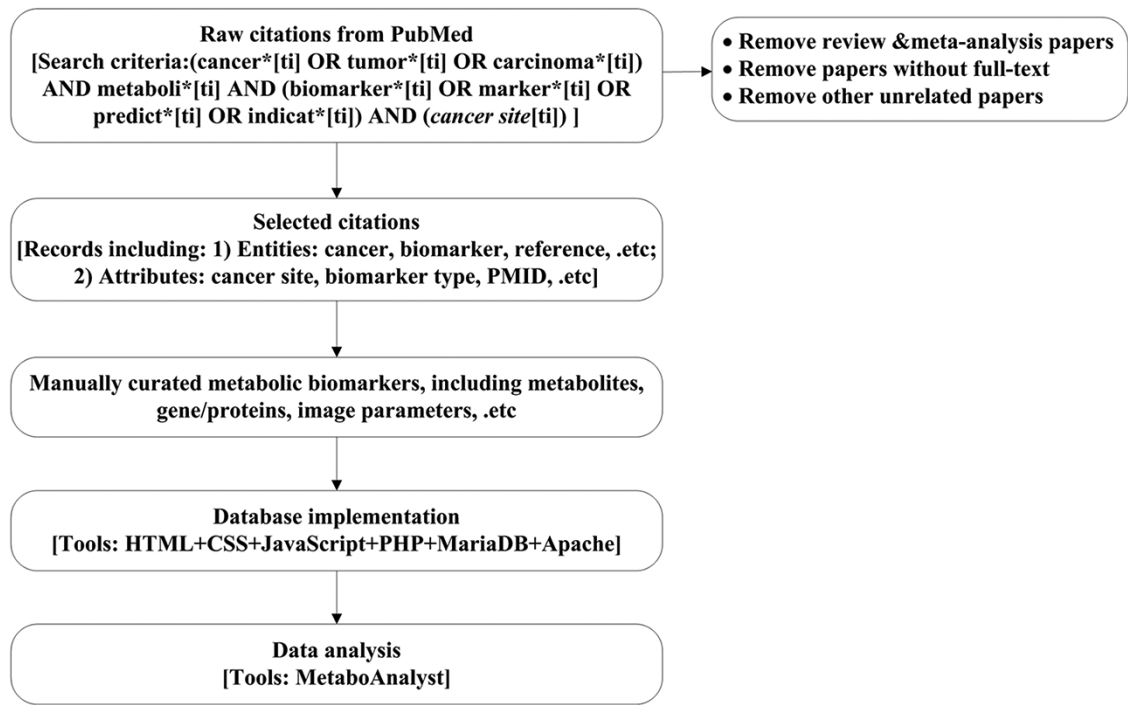 Raw citations from PubMed
[Search criteria:(cancer*[ti] OR tumor*[ti] OR carcinoma*[ti])
AND metaboli*[ti] AND (biomarker*[ti] OR marker*[ti] OR
predict*[ti] OR indicat*[ti]) AND (cancer site[ti]) ]
• Remove review &meta-analysis papers
• Remove papers without full-text
• Remove other unrelated papers
Selected citations
[Records including: 1) Entities: cancer, biomarker, reference, .etc;
2) Attributes: cancer site, biomarker type, PMID, .etc]
Manually curated metabolic biomarkers, including metabolites,
gene/proteins, image parameters, .etc
Database implementation
[Tools: HTML+CSS+JavaScript+PHP+MariaDB+Apache]
Data analysis
[Tools: MetaboAnalyst]